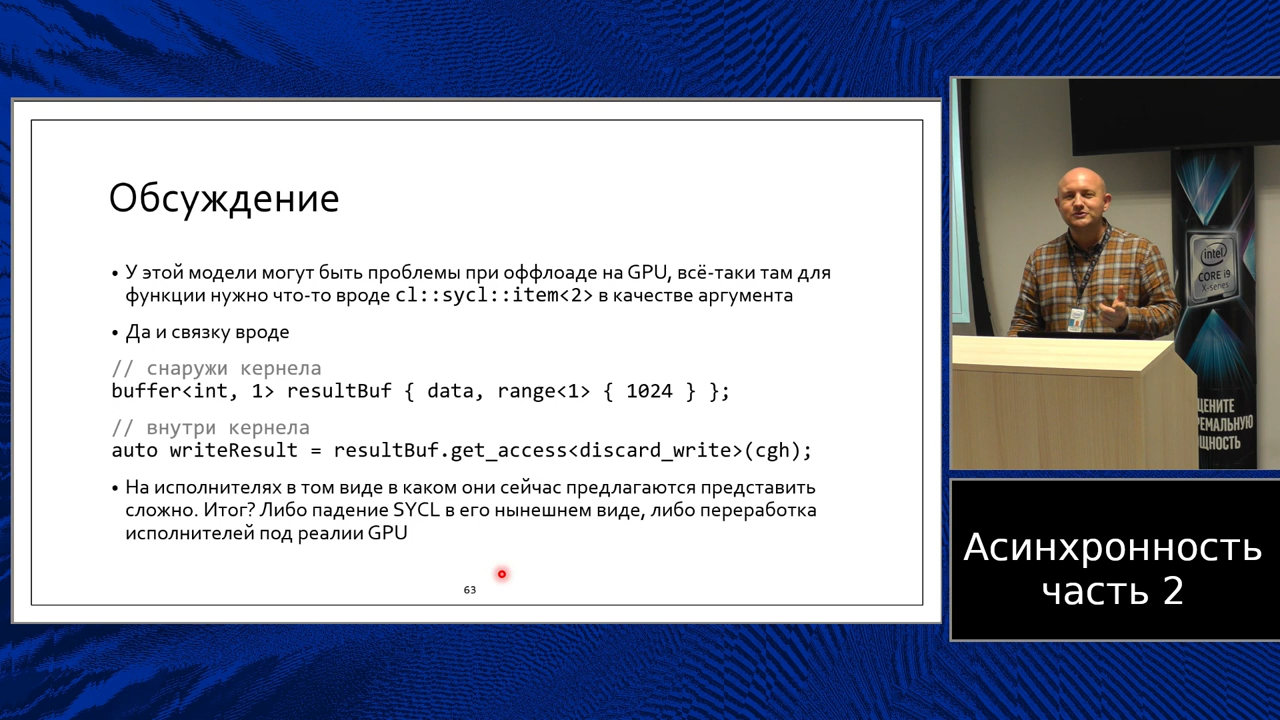 Обсуждение
• У этой модели могут быть проблемы при оффлоаде на GPU, всё-таки там для
функции нужно что-то вроде cl::sycl::item<2> в качестве аргумента
• Да и связку вроде
// снаружи кернела
buffer<int, 1> resultBuf { data, range<1> { 1024 } };
// внутри кернела
auto writeResult = resultBuf.get_access<discard_write>(cgh);
• На исполнителях в том виде в каком они сейчас предлагаются представить
сложно. Итог? Либо падение SYCL в его нынешнем виде, либо переработка
исполнителей под реалии GPU
63
intel
CORE i9
X-series
ЦЕНИТЕ
РЕМАЛЬНУЮ
ЩНОСТЬ
Асинхронность
часть 2